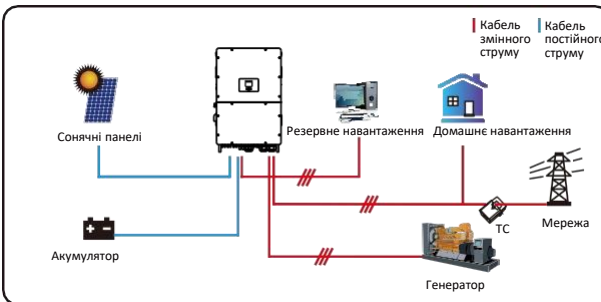 Кабель
змінного
струму
Кабель
постійного
струму
Сонячні панелі
Резервне навантаження
Домашнє навантаження
ТС
Мережа
Акумулятор
Генератор